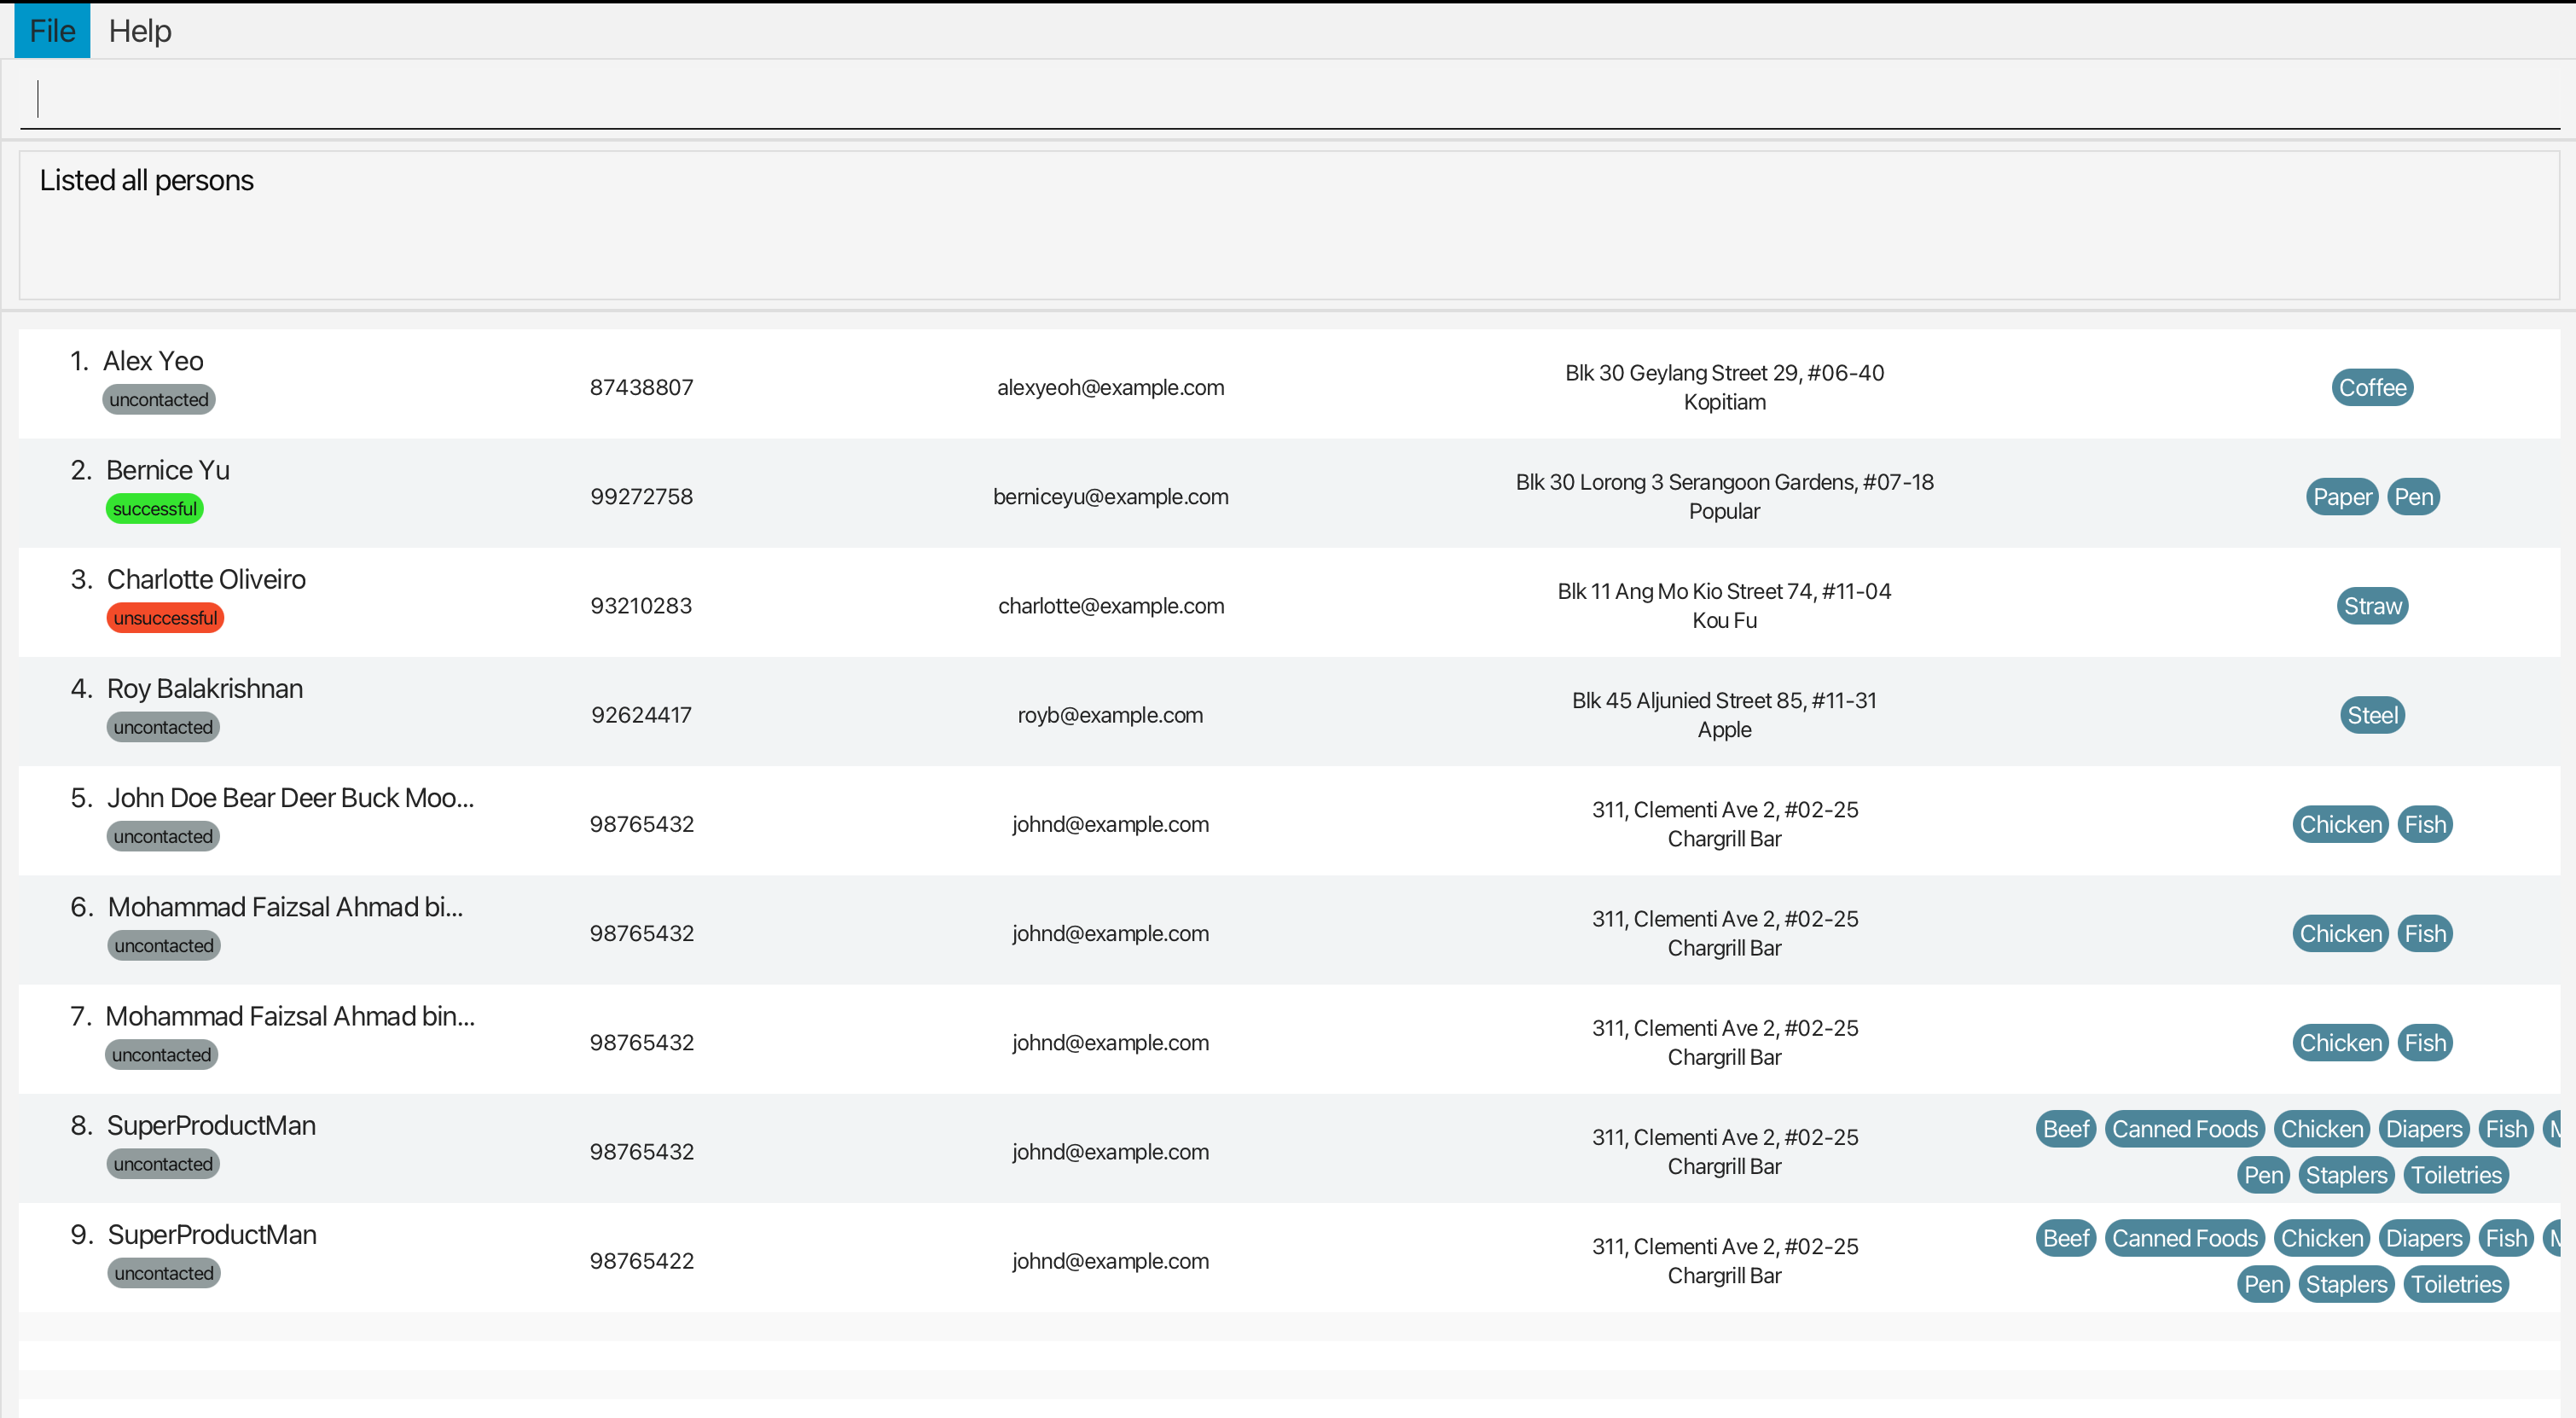 File Help
Listed all persons
1. Alex Yeo
uncontacted
87438807
alexyeoh@example.com
Blk 30 Geylang Street 29, #06-40
Kopitiam
Coffee
2. Bernice Yu
successful
99272758
berniceyu@example.com
Blk 30 Lorong 3 Serangoon Gardens, #07-18
Popular
Paper Pen
3. Charlotte Oliveiro
unsuccessful
93210283
charlotte@example.com
Blk 11 Ang Mo Kio Street 74, #11-04
Kou Fu
Straw
4. Roy Balakrishnan
uncontacted
92624417
royb@example.com
Blk 45 Aljunied Street 85, #11-31
Apple
Steel
5. John Doe Bear Deer Buck Moo...
uncontacted
98765432
johnd@example.com
311, Clementi Ave 2, #02-25
Chargrill Bar
Chicken Fish
6. Mohammad Faizsal Ahmad bi...
uncontacted
98765432
johnd@example.com
311, Clementi Ave 2, #02-25
Chargrill Bar
Chicken Fish
7. Mohammad Faizsal Ahmad bin...
uncontacted
98765432
johnd@example.com
311, Clementi Ave 2, #02-25
Chargrill Bar
Chicken Fish
8. SuperProductMan
uncontacted
98765432
johnd@example.com
311, Clementi Ave 2, #02-25
Chargrill Bar
Beef Canned Foods Chicken Diapers Fish
Pen Staplers Toiletries
9. SuperProductMan
uncontacted
98765422
johnd@example.com
311, Clementi Ave 2, #02-25
Chargrill Bar
Beef Canned Foods Chicken Diapers Fish
Pen Staplers Toiletries